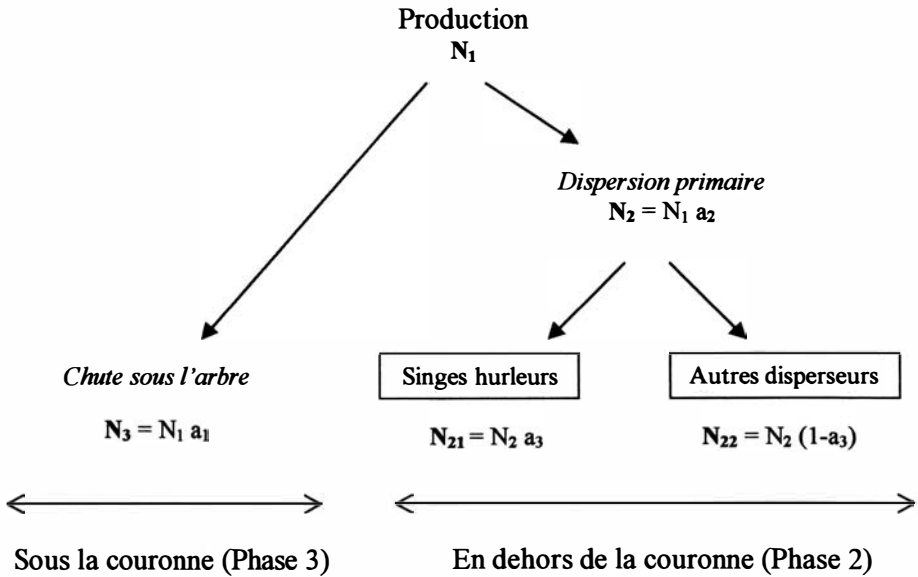 Production
N₁
Dispersion primaire
N₂ = N₁ a₂
Chute sous l'arbre
Singes hurleurs
Autres disperseurs
N₃ = N₁ a₁
N₂₁ = N₂ a₃
N₂₂ = N₂ (1-a₃)
Sous la couronne (Phase 3)
En dehors de la couronne (Phase 2)